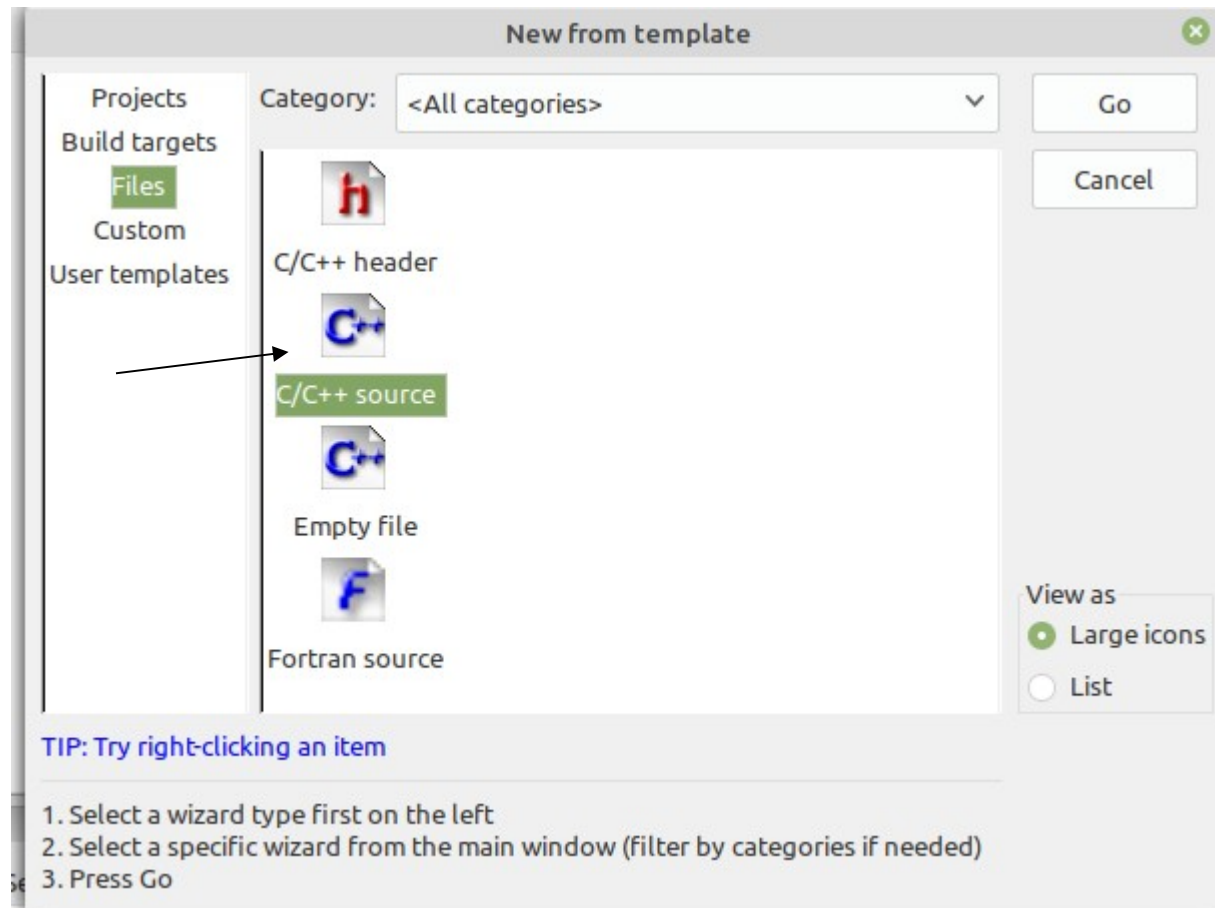 New from template
Projects
Build targets
Files
Custom
User templates
Category: <All categories>
Go
Cancel
h
C/C++ header
C++
C/C++ source
C++
Empty file
F
Fortran source
View as
Large icons
List
TIP: Try right-clicking an item
1. Select a wizard type first on the left
2. Select a specific wizard from the main window (filter by categories if needed)
3. Press Go